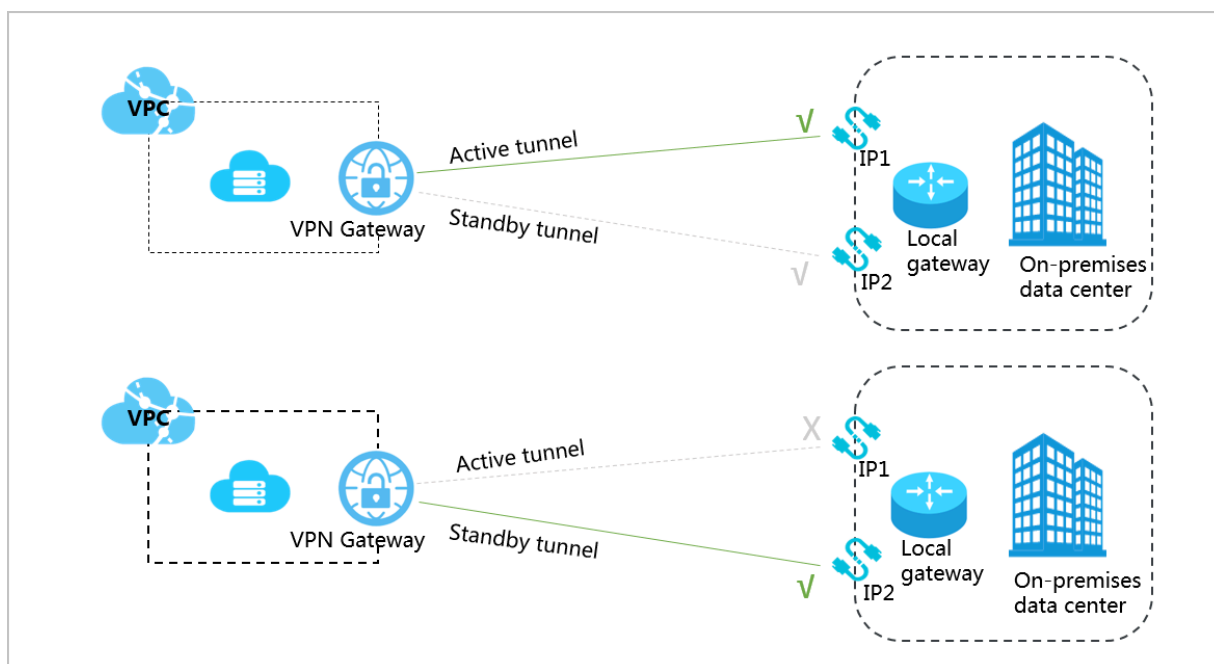 VPC
Active tunnel
√
IP1
VPN Gateway
Standby tunnel
√
IP2
Local
gateway
On-premises
data center
VPC
Active tunnel
X
IP1
VPN Gateway
Standby tunnel
√
IP2
Local
gateway
On-premises
data center